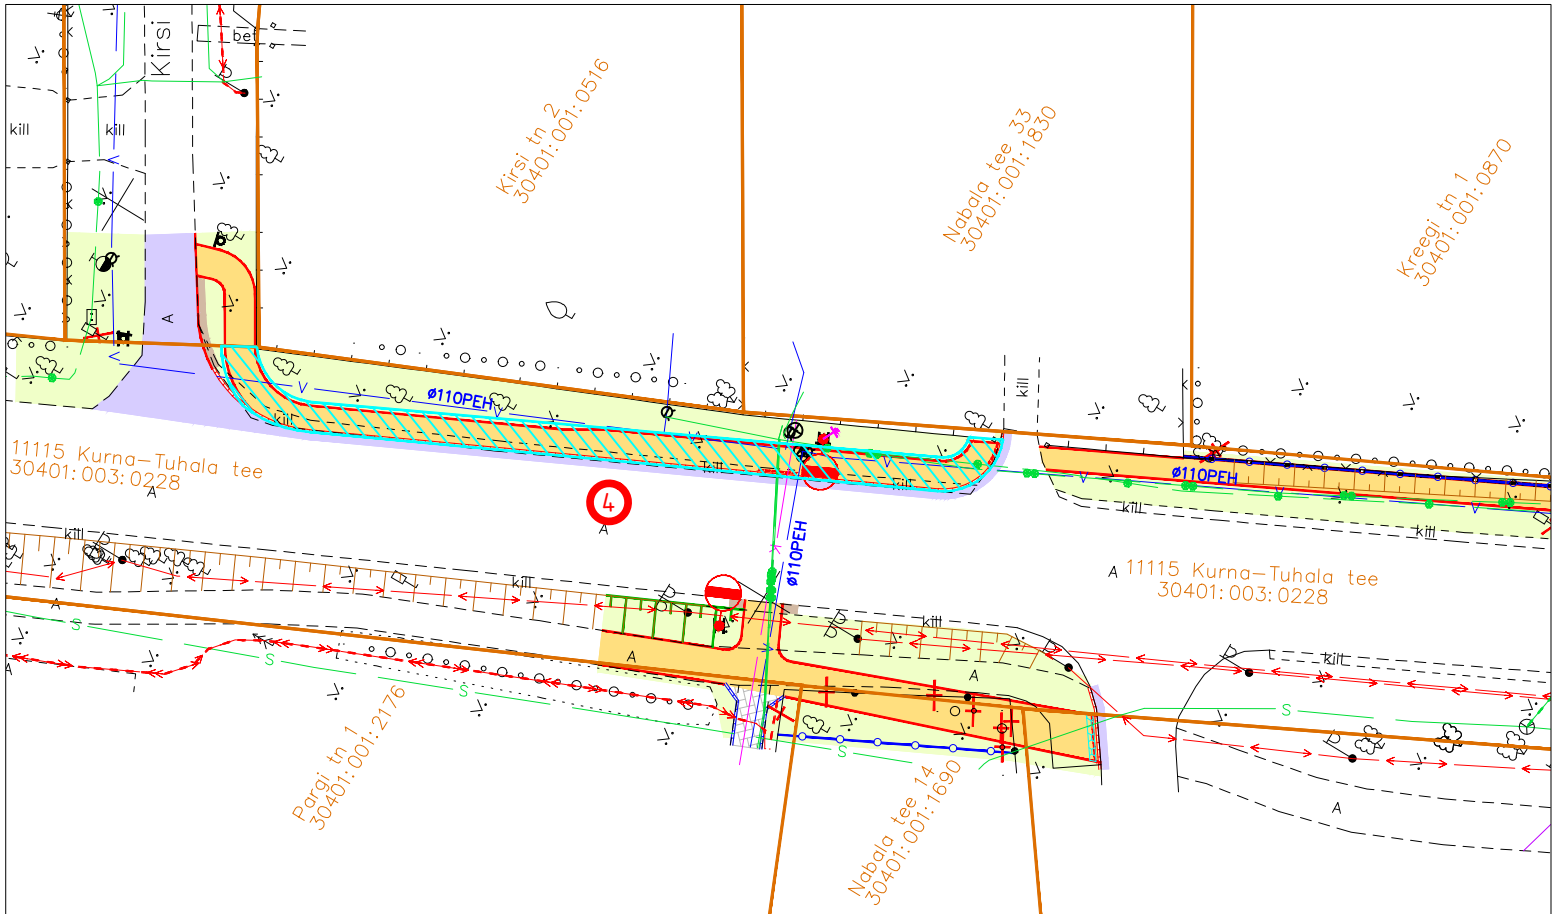 Kirsi
bet
kill
kill
Kirsi tn 2
30401:001:0516
Nabala tee 33
30401:001:1830
Kreegi tn 1
30401:001:0870
A
V
V
V
V
ø110PEH
kill
kill
kill
kill
V
ø110PEH
V
V
kill
kill
11115 Kurna-Tuhala tee
30401:003:0228
A
4
A
ø110PEH
A
11115 Kurna-Tuhala tee
30401:003:0228
kill
kill
kill
kill
A
S
S
S
S
S
A
A
A
A
A
Pargi tn 1
30401:001:2176
Nabala tee 14
30401:001:1690